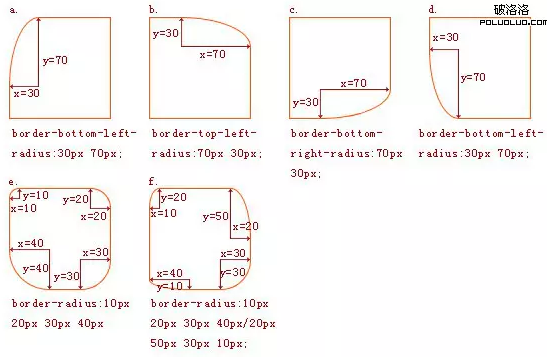 破洛洛
POLUOLUO.COM
a.
y=70
x=30
border-bottom-left-
radius:30px 70px;
b.
y=30
x=70
border-top-left-
radius:70px 30px;
c.
x=70
y=30
border-bottom-
right-radius:70px
30px;
d.
x=30
y=70
border-bottom-left-
radius:30px 70px;
e.
y=10
x=10
y=20
x=20
x=40
y=40
x=30
y=30
border-radius:10px
20px 30px 40px
f.
y=20
x=10
y=50
x=20
x=40
y=10
x=30
y=30
border-radius:10px
20px 30px 40px/20px
50px 30px 10px;